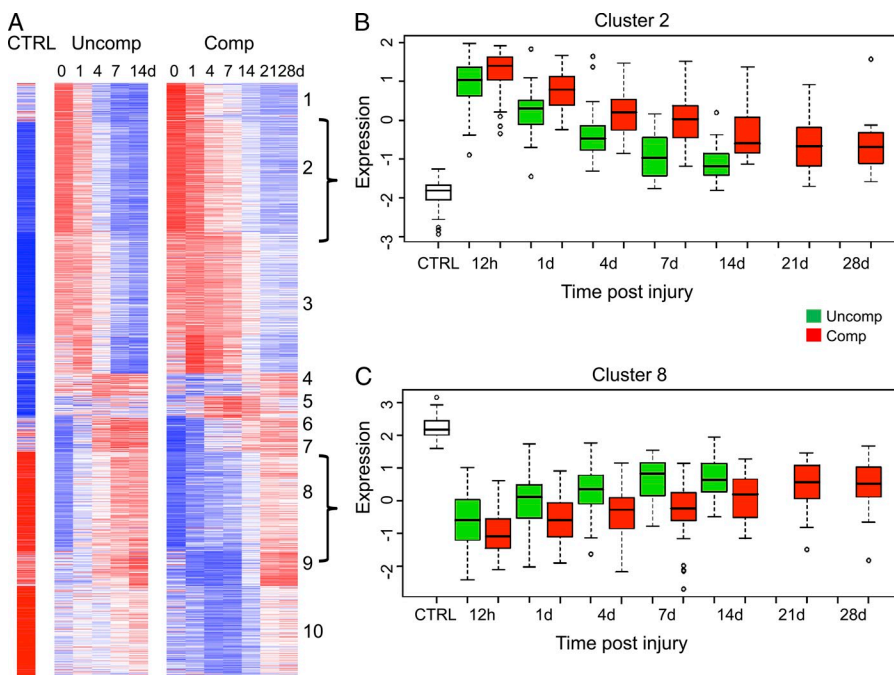 A
CTRL Uncomp Comp
0 1 4 7 14d 0 1 4 7 14 21 28d
1
2
3
4
5
6
7
8
9
10
B
Cluster 2
Expression
2
1
0
-1
-2
-3
CTRL 12h 1d 4d 7d 14d 21d 28d
Time post injury
Uncomp
Comp
C
Cluster 8
Expression
3
2
1
0
-1
-2
CTRL 12h 1d 4d 7d 14d 21d 28d
Time post injury